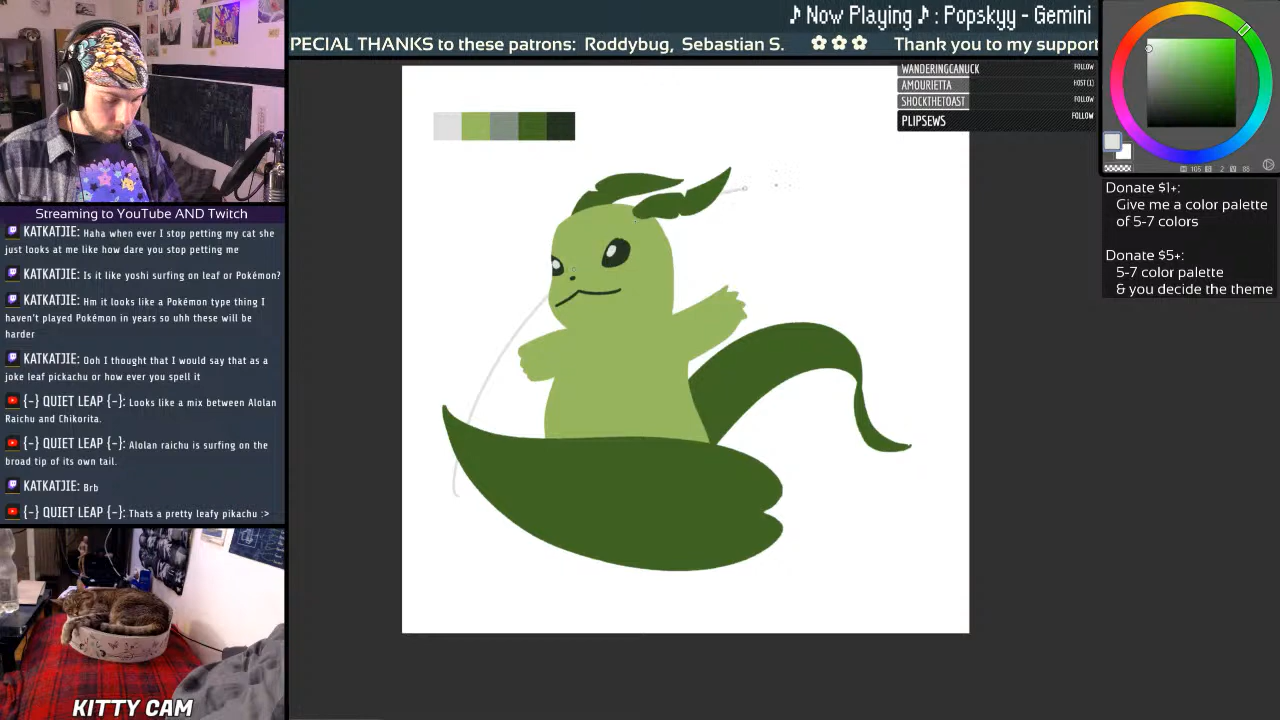 ♪ Now Playing ♪ : Popskyy - Gemini
PECIAL THANKS to these patrons: Roddybug, Sebastian S. ✿ ✿ ✿ Thank you to my support
WANDERINGCANUCK FOLLOW
AMOURIETTA HOST (1)
SHOCKTHETOAST FOLLOW
PLIPSEWS FOLLOW
Donate $1+:
Give me a color palette
of 5-7 colors
Donate $5+:
5-7 color palette
& you decide the theme
Streaming to YouTube AND Twitch
KATKATJIE: Haha when ever I stop petting my cat she
just looks at me like how dare you stop petting
me
KATKATJIE: Is it like yoshi surfing on leaf or Pokémon?
KATKATJIE: Hm it looks like a Pokémon type thing I
haven't played Pokémon in years so uhh these will be
harder
KATKATJIE: Ooh I thought that I would say that as a
joke leaf pickachu or how ever you spell it
{~} QUIET LEAP {~}: Looks like a mix between Alolan
Raichu and Chikorita.
{~} QUIET LEAP {~}: Alolan raichu is surfing on the
broad tip of its own tail.
KATKATJIE: Brb
{~} QUIET LEAP {~}: Thats a pretty leafy pikachu :>
KITTY CAM